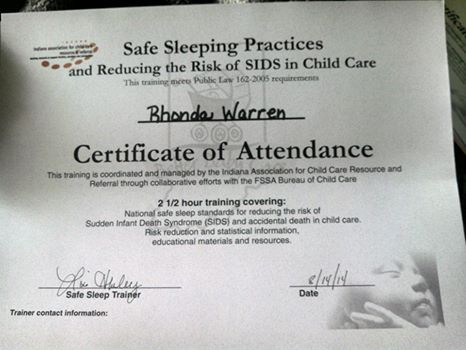 Indiana association for child care
resource & referral
Safe Sleeping Practices
and Reducing the Risk of SIDS in Child Care
This training meets Public Law 162-2005 requirements
Rhonda Warren
Certificate of Attendance
This training is coordinated and managed by the Indiana Association for Child Care Resource and
Referral through collaborative efforts with the FSSA Bureau of Child Care
2 1/2 hour training covering:
National safe sleep standards for reducing the risk of
Sudden Infant Death Syndrome (SIDS) and accidental death in child care.
Risk reduction and statistical information,
educational materials and resources.
8/14/14
Safe Sleep Trainer
Date
Trainer contact information: